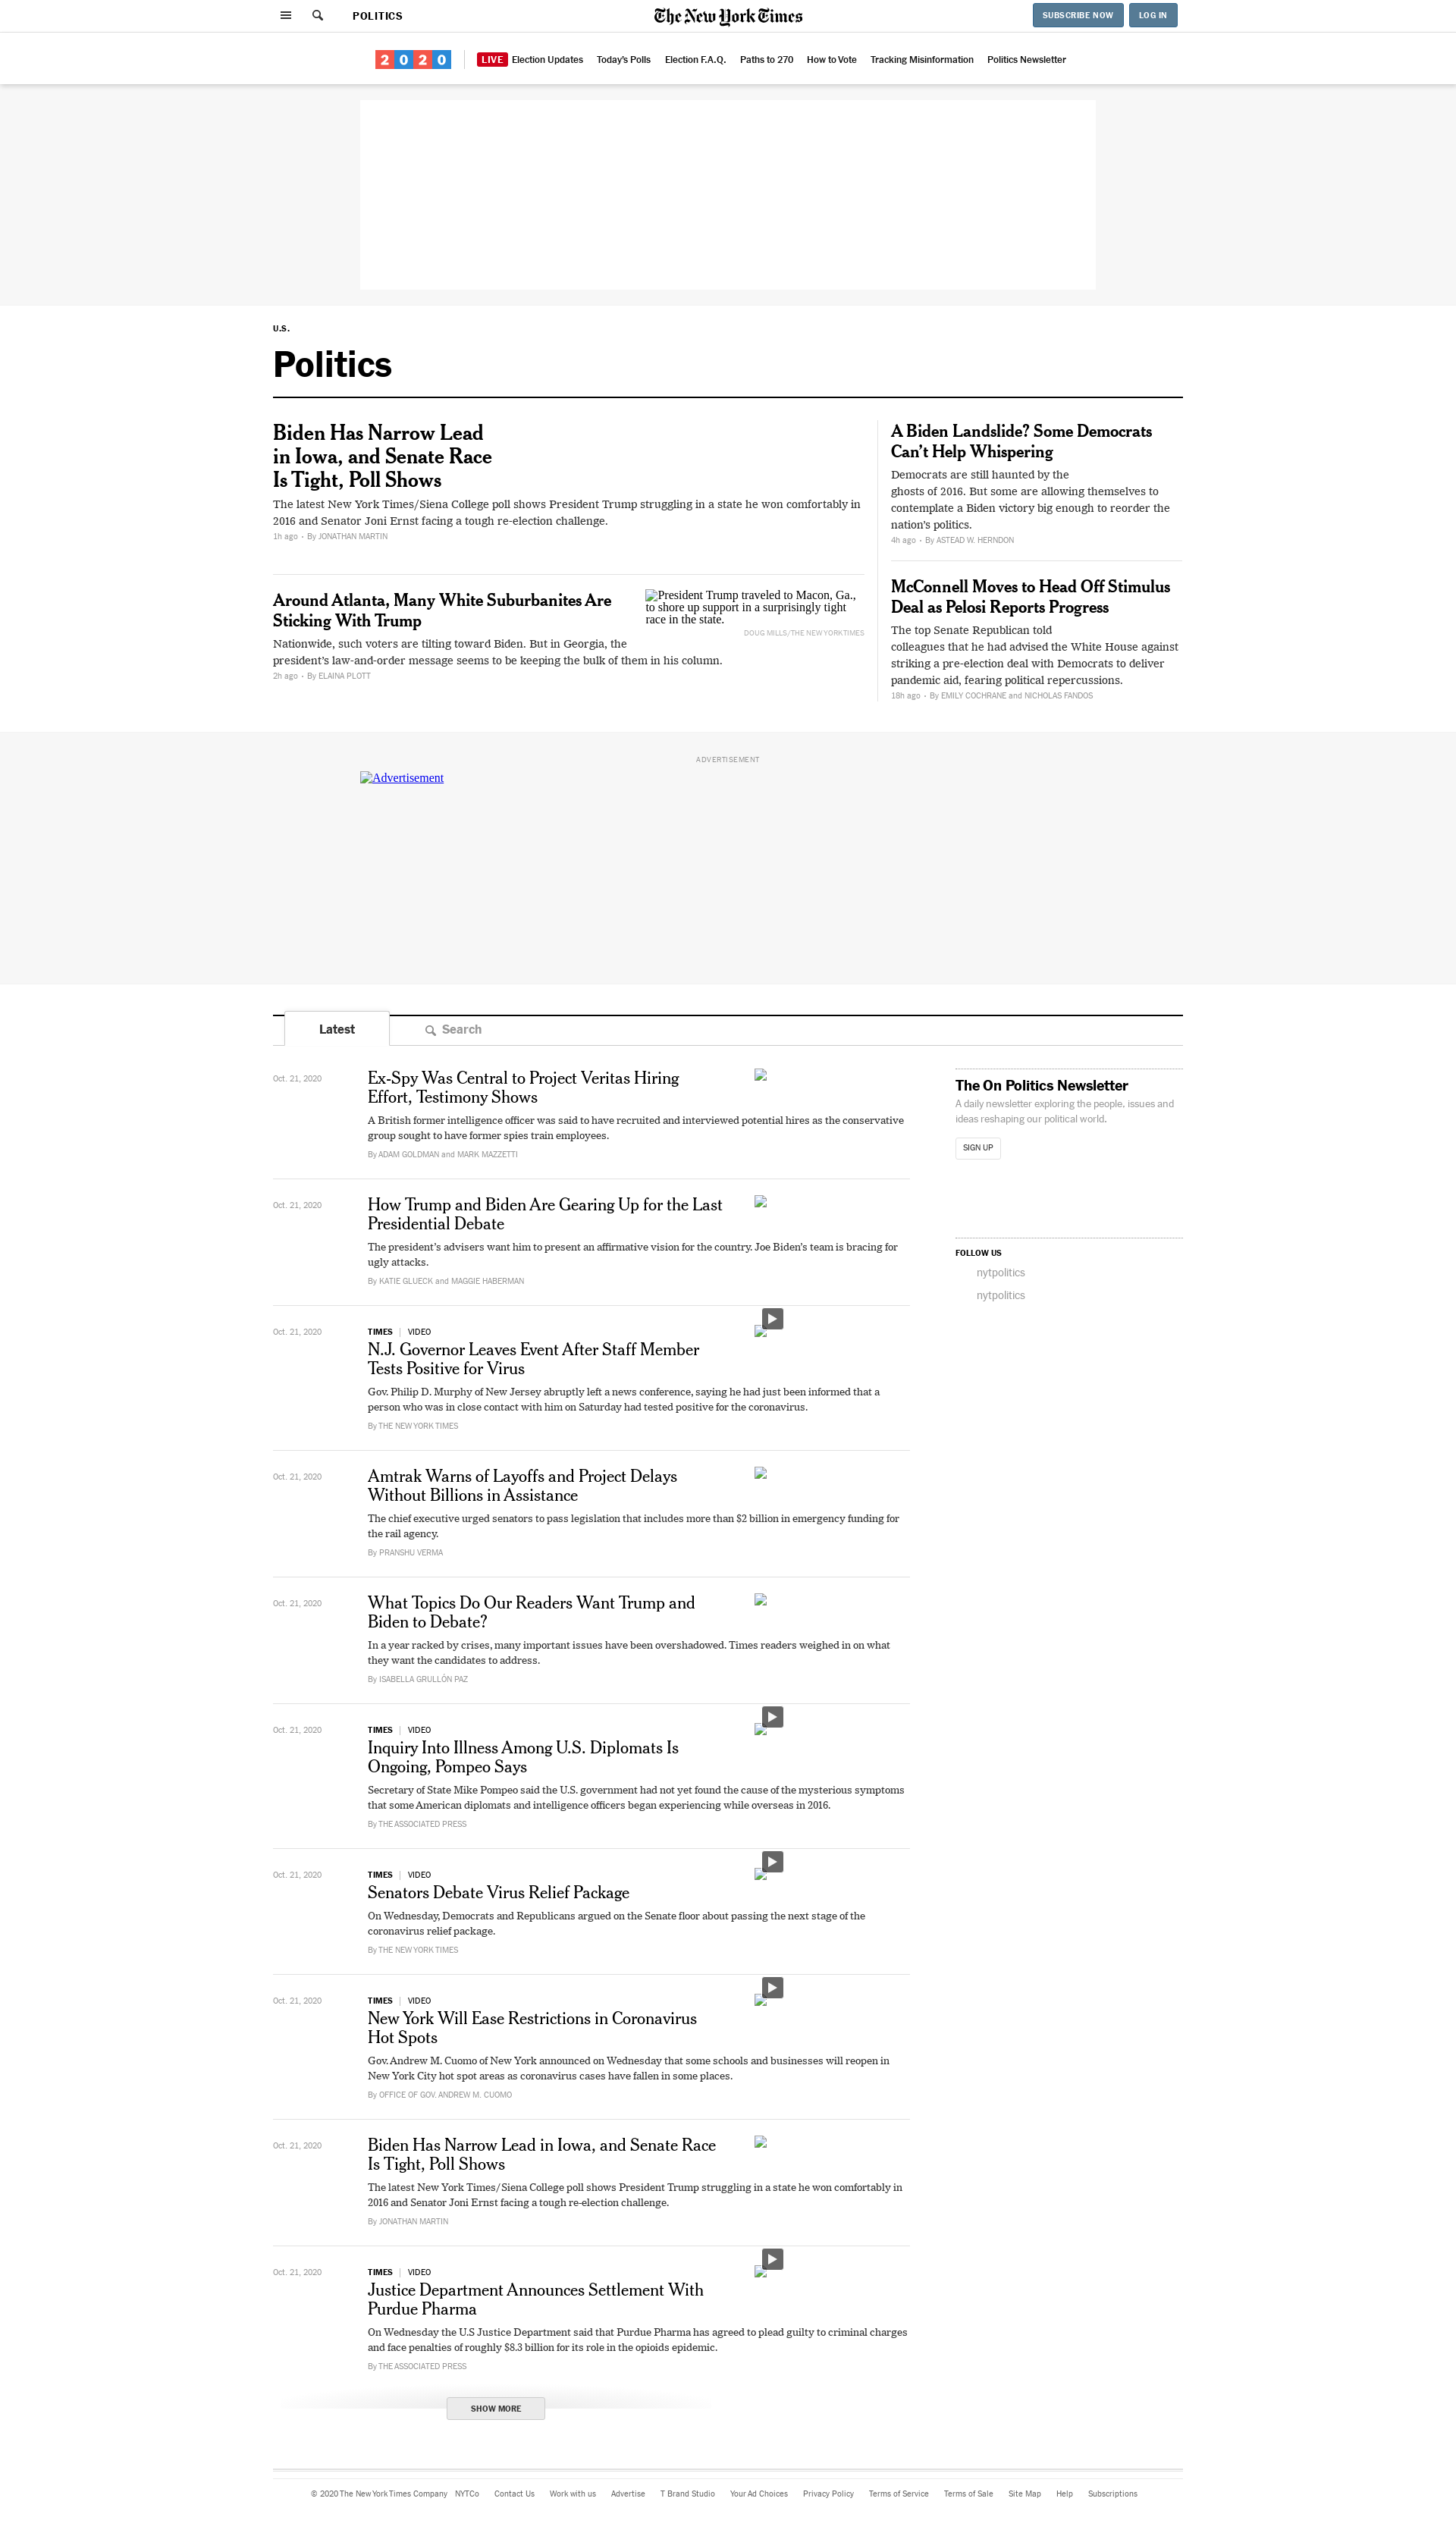 POLITICS
The New York Times
SUBSCRIBE NOW
LOG IN
2020
LIVE Election Updates
Today's Polls
Election F.A.Q.
Paths to 270
How to Vote
Tracking Misinformation
Politics Newsletter
U.S.
Politics
Biden Has Narrow Lead
in Iowa, and Senate Race
Is Tight, Poll Shows
The latest New York Times/Siena College poll shows President Trump struggling in a state he won comfortably in
2016 and Senator Joni Ernst facing a tough re-election challenge.
1h ago • By JONATHAN MARTIN
Around Atlanta, Many White Suburbanites Are
Sticking With Trump
President Trump traveled to Macon, Ga.,
to shore up support in a surprisingly tight
race in the state.
DOUG MILLS/THE NEW YORK TIMES
Nationwide, such voters are tilting toward Biden. But in Georgia, the
president's law-and-order message seems to be keeping the bulk of them in his column.
2h ago • By ELAINA PLOTT
A Biden Landslide? Some Democrats
Can't Help Whispering
Democrats are still haunted by the
ghosts of 2016. But some are allowing themselves to
contemplate a Biden victory big enough to reorder the
nation's politics.
4h ago • By ASTEAD W. HERNDON
McConnell Moves to Head Off Stimulus
Deal as Pelosi Reports Progress
The top Senate Republican told
colleagues that he had advised the White House against
striking a pre-election deal with Democrats to deliver
pandemic aid, fearing political repercussions.
18h ago • By EMILY COCHRANE and NICHOLAS FANDOS
ADVERTISEMENT
Advertisement
Latest
Search
Oct. 21, 2020
Ex-Spy Was Central to Project Veritas Hiring
Effort, Testimony Shows
A British former intelligence officer was said to have recruited and interviewed potential hires as the conservative
group sought to have former spies train employees.
By ADAM GOLDMAN and MARK MAZZETTI
Oct. 21, 2020
How Trump and Biden Are Gearing Up for the Last
Presidential Debate
The president's advisers want him to present an affirmative vision for the country. Joe Biden's team is bracing for
ugly attacks.
By KATIE GLUECK and MAGGIE HABERMAN
Oct. 21, 2020
TIMES | VIDEO
N.J. Governor Leaves Event After Staff Member
Tests Positive for Virus
Gov. Philip D. Murphy of New Jersey abruptly left a news conference, saying he had just been informed that a
person who was in close contact with him on Saturday had tested positive for the coronavirus.
By THE NEW YORK TIMES
Oct. 21, 2020
Amtrak Warns of Layoffs and Project Delays
Without Billions in Assistance
The chief executive urged senators to pass legislation that includes more than $2 billion in emergency funding for
the rail agency.
By PRANSHU VERMA
Oct. 21, 2020
What Topics Do Our Readers Want Trump and
Biden to Debate?
In a year racked by crises, many important issues have been overshadowed. Times readers weighed in on what
they want the candidates to address.
By ISABELLA GRULLÓN PAZ
Oct. 21, 2020
TIMES | VIDEO
Inquiry Into Illness Among U.S. Diplomats Is
Ongoing, Pompeo Says
Secretary of State Mike Pompeo said the U.S. government had not yet found the cause of the mysterious symptoms
that some American diplomats and intelligence officers began experiencing while overseas in 2016.
By THE ASSOCIATED PRESS
Oct. 21, 2020
TIMES | VIDEO
Senators Debate Virus Relief Package
On Wednesday, Democrats and Republicans argued on the Senate floor about passing the next stage of the
coronavirus relief package.
By THE NEW YORK TIMES
Oct. 21, 2020
TIMES | VIDEO
New York Will Ease Restrictions in Coronavirus
Hot Spots
Gov. Andrew M. Cuomo of New York announced on Wednesday that some schools and businesses will reopen in
New York City hot spot areas as coronavirus cases have fallen in some places.
By OFFICE OF GOV. ANDREW M. CUOMO
Oct. 21, 2020
Biden Has Narrow Lead in Iowa, and Senate Race
Is Tight, Poll Shows
The latest New York Times/Siena College poll shows President Trump struggling in a state he won comfortably in
2016 and Senator Joni Ernst facing a tough re-election challenge.
By JONATHAN MARTIN
Oct. 21, 2020
TIMES | VIDEO
Justice Department Announces Settlement With
Purdue Pharma
On Wednesday the U.S Justice Department said that Purdue Pharma has agreed to plead guilty to criminal charges
and face penalties of roughly $8.3 billion for its role in the opioids epidemic.
By THE ASSOCIATED PRESS
SHOW MORE
The On Politics Newsletter
A daily newsletter exploring the people, issues and
ideas reshaping our political world.
SIGN UP
FOLLOW US
nytpolitics
nytpolitics
© 2020 The New York Times Company
NYTCo
Contact Us
Work with us
Advertise
T Brand Studio
Your Ad Choices
Privacy Policy
Terms of Service
Terms of Sale
Site Map
Help
Subscriptions